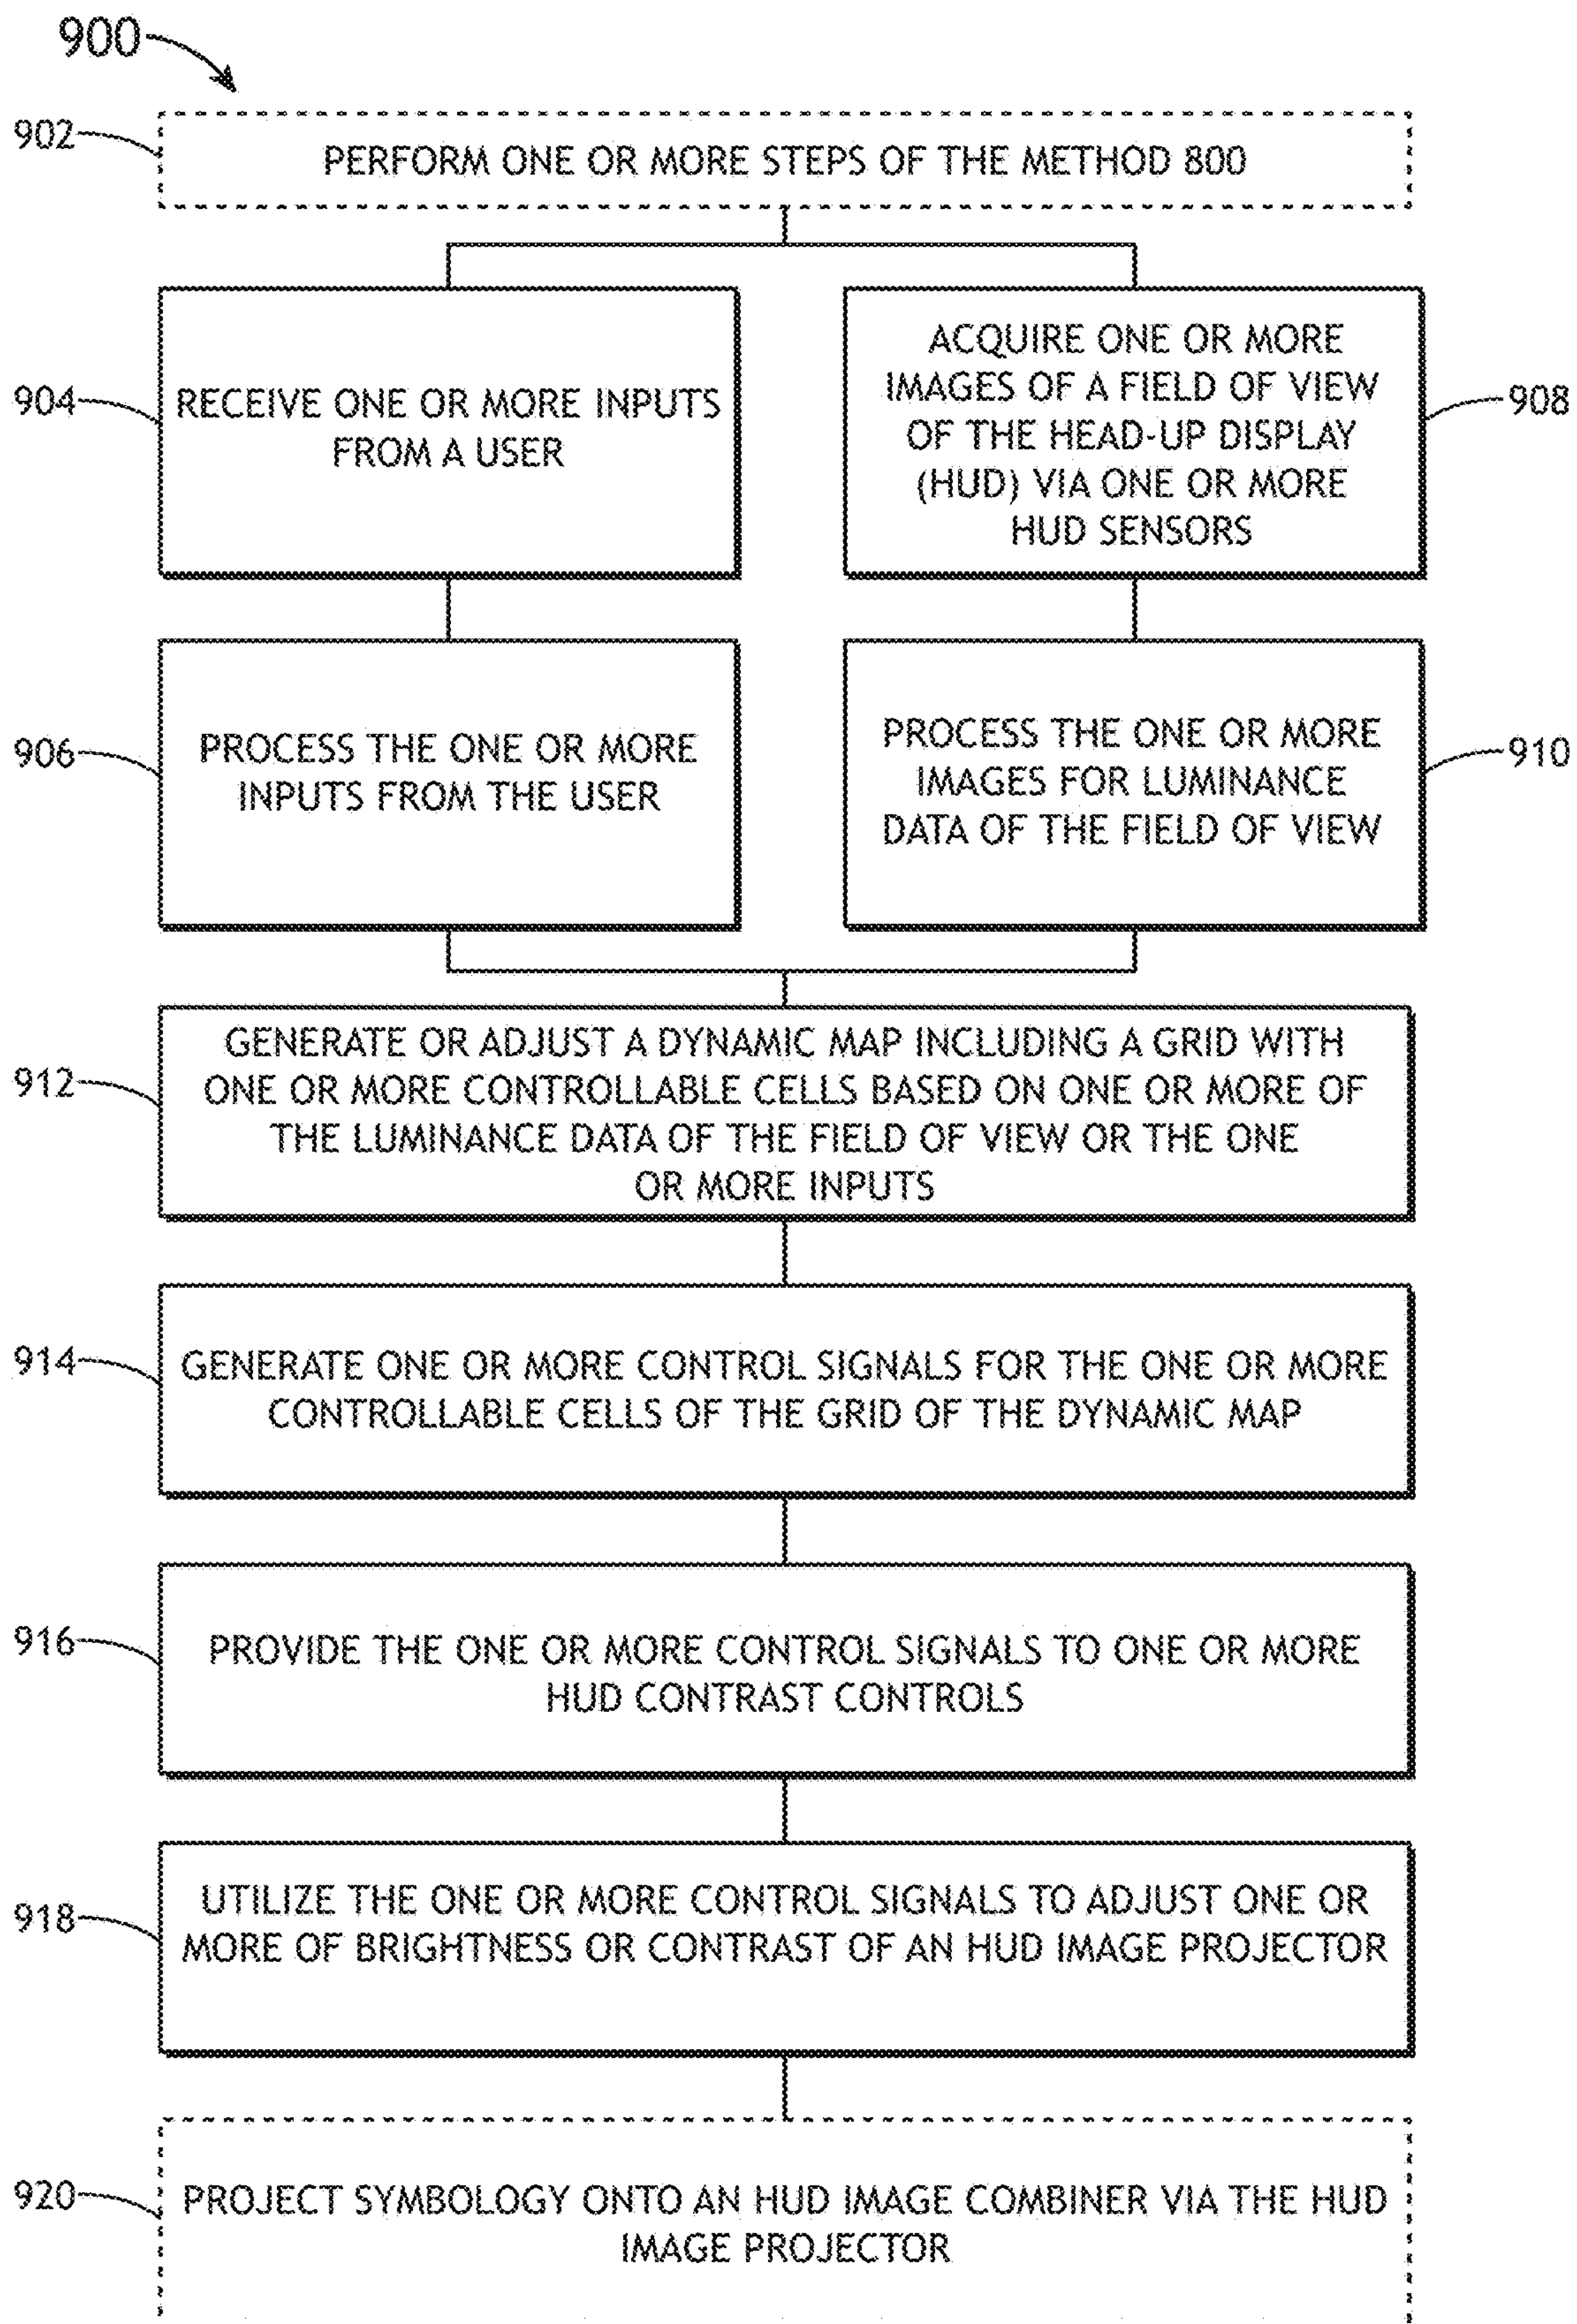 900
902
PERFORM ONE OR MORE STEPS OF THE METHOD 800
904
RECEIVE ONE OR MORE INPUTS
FROM A USER
ACQUIRE ONE OR MORE
IMAGES OF A FIELD OF VIEW
OF THE HEAD-UP DISPLAY
(HUD) VIA ONE OR MORE
HUD SENSORS
908
906
PROCESS THE ONE OR MORE
INPUTS FROM THE USER
PROCESS THE ONE OR MORE
IMAGES FOR LUMINANCE
DATA OF THE FIELD OF VIEW
910
912
GENERATE OR ADJUST A DYNAMIC MAP INCLUDING A GRID WITH
ONE OR MORE CONTROLLABLE CELLS BASED ON ONE OR MORE OF
THE LUMINANCE DATA OF THE FIELD OF VIEW OR THE ONE
OR MORE INPUTS
914
GENERATE ONE OR MORE CONTROL SIGNALS FOR THE ONE OR MORE
CONTROLLABLE CELLS OF THE GRID OF THE DYNAMIC MAP
916
PROVIDE THE ONE OR MORE CONTROL SIGNALS TO ONE OR MORE
HUD CONTRAST CONTROLS
918
UTILIZE THE ONE OR MORE CONTROL SIGNALS TO ADJUST ONE OR
MORE OF BRIGHTNESS OR CONTRAST OF AN HUD IMAGE PROJECTOR
920
PROJECT SYMBOLOGY ONTO AN HUD IMAGE COMBINER VIA THE HUD
IMAGE PROJECTOR